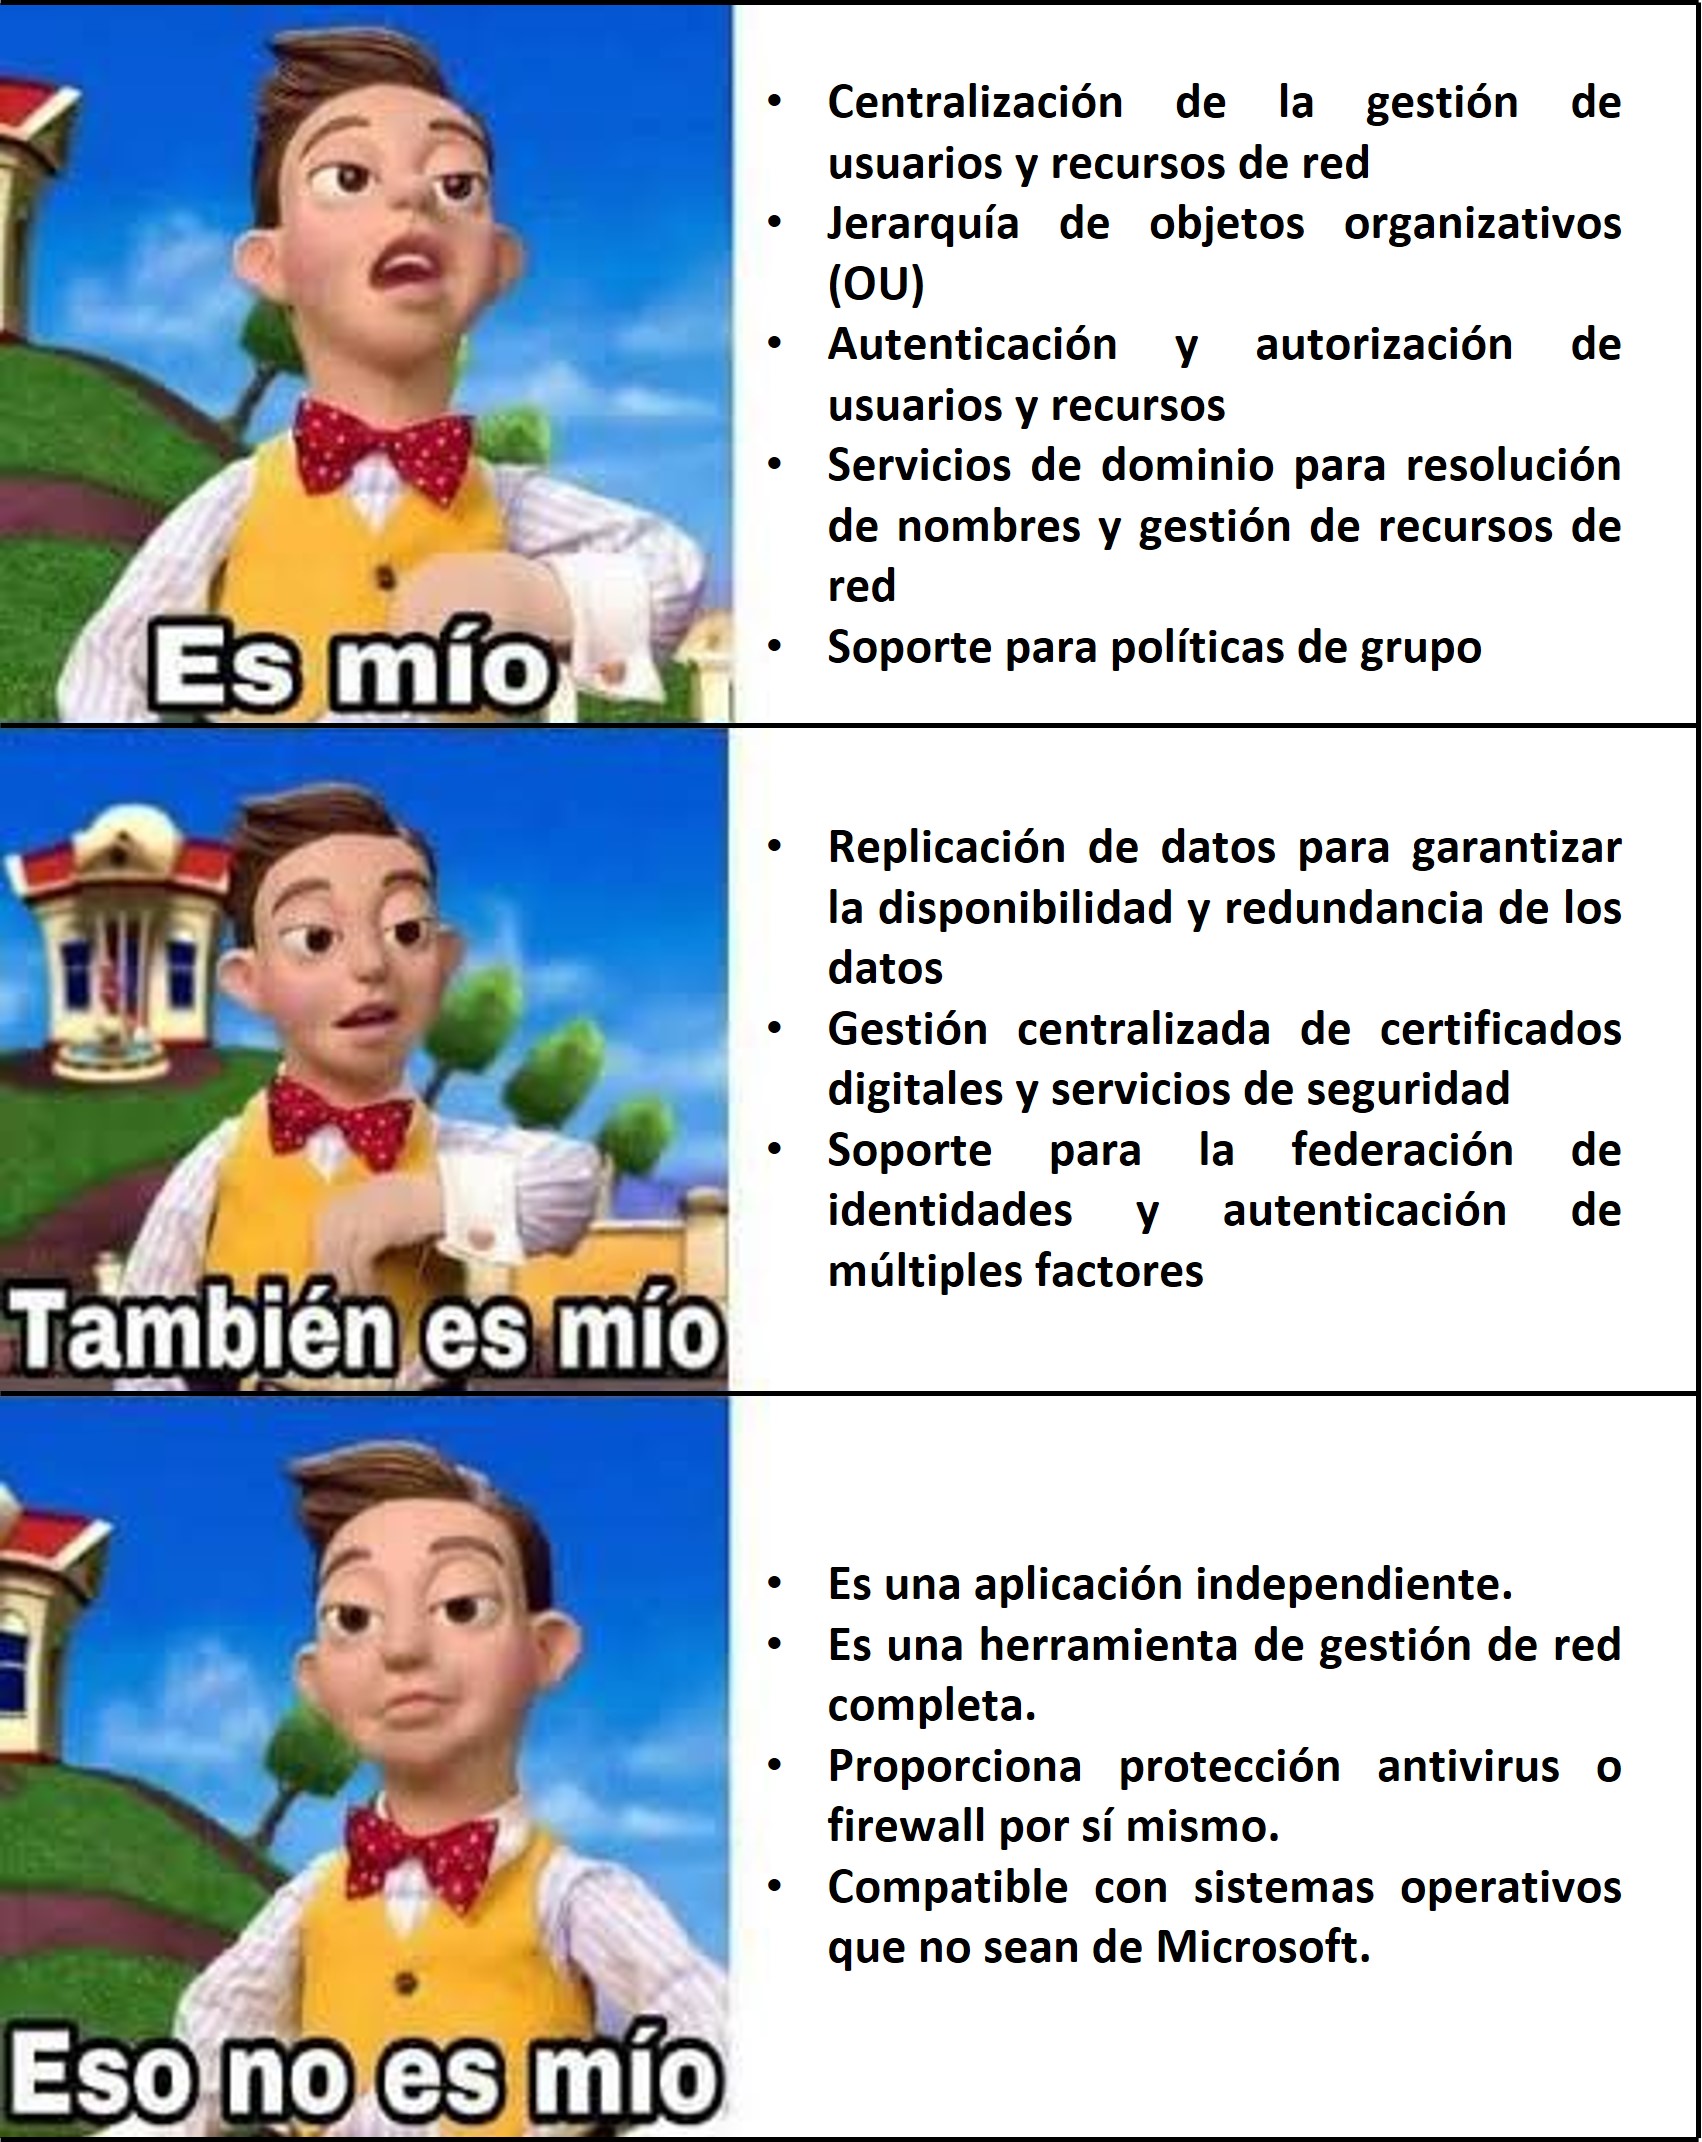 • Centralización de la gestión de
usuarios y recursos de red
• Jerarquía de objetos organizativos
(OU)
• Autenticación y autorización de
usuarios y recursos
• Servicios de dominio para resolución
de nombres y gestión de recursos de
red
• Soporte para políticas de grupo
Es mío
• Replicación de datos para garantizar
la disponibilidad y redundancia de los
datos
• Gestión centralizada de certificados
digitales y servicios de seguridad
• Soporte para la federación de
identidades y autenticación de
múltiples factores
También es mío
• Es una aplicación independiente.
• Es una herramienta de gestión de red
completa.
• Proporciona protección antivirus o
firewall por sí mismo.
• Compatible con sistemas operativos
que no sean de Microsoft.
Eso no es mío